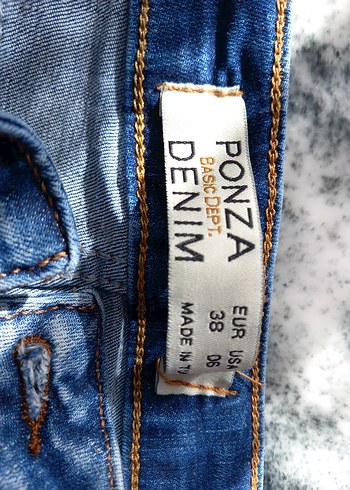 PONZA
BASIC DEPT.
DENIM
EUR USA
38 06
MADE IN